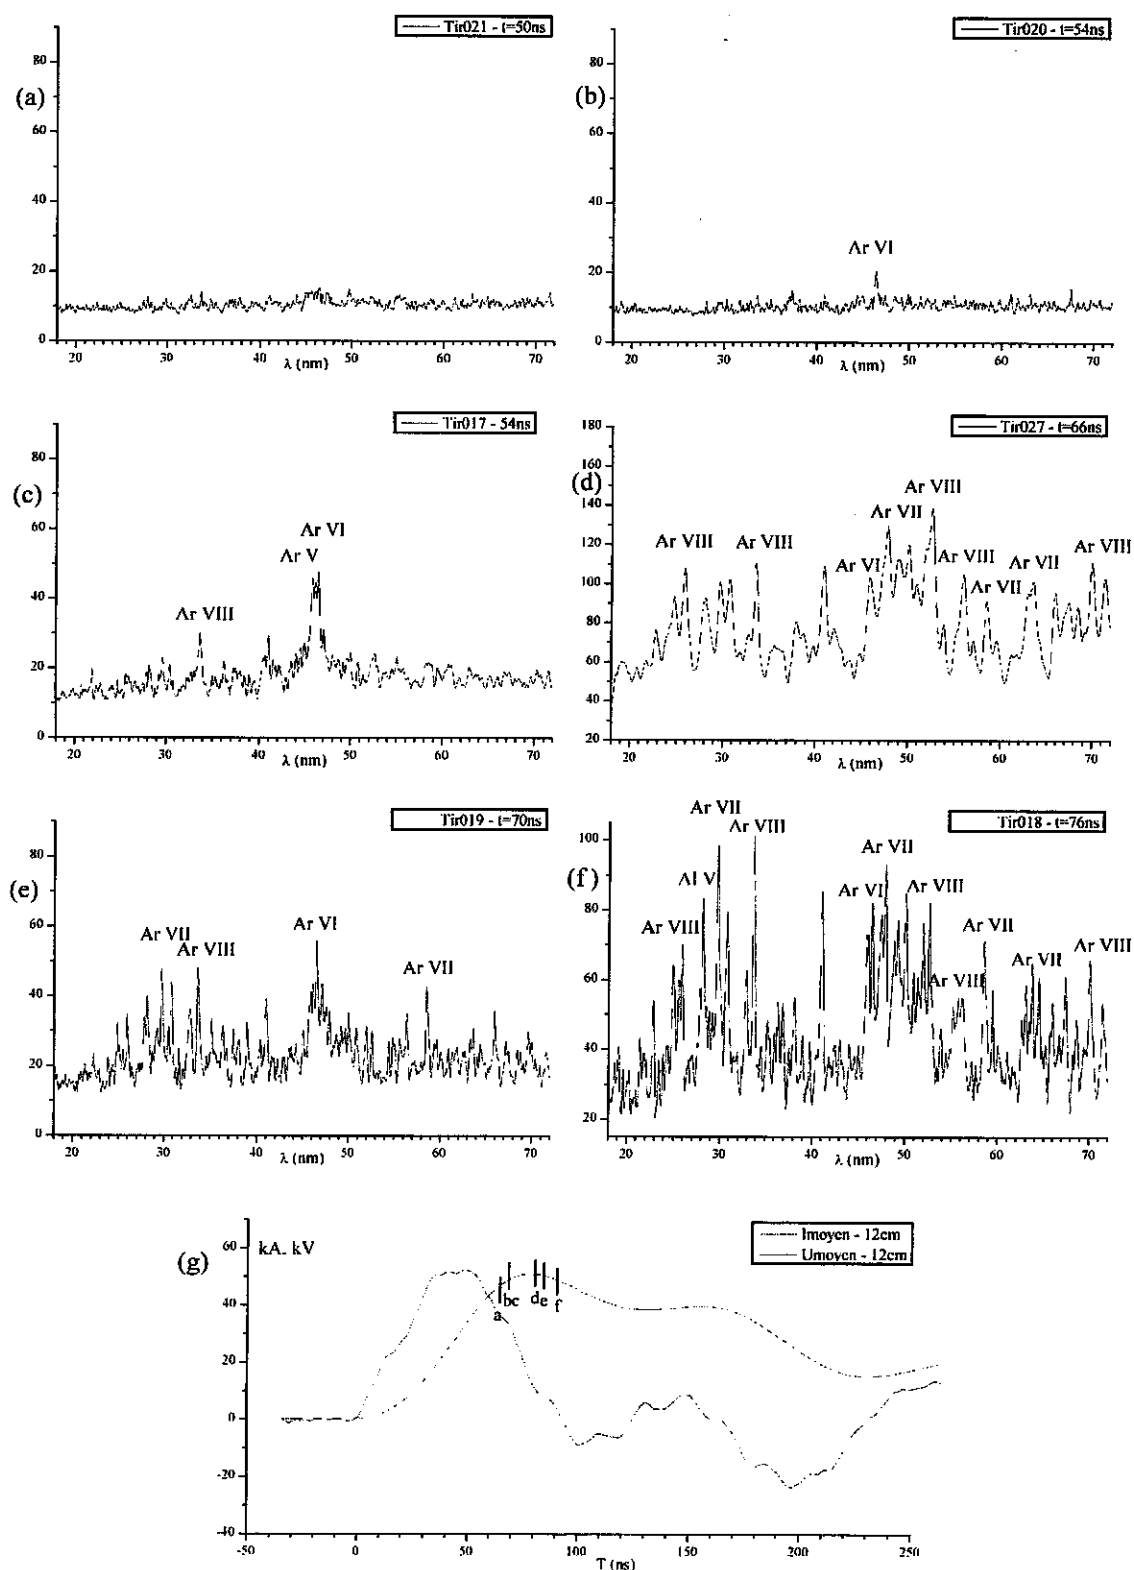 Tir021 - t=50ns
80
(a)
60
40
20
0
20 30 40 50 60 70
λ (nm)
Tir020 - t=54ns
80
(b)
60
40
Ar VI
20
0
20 30 40 50 60 70
λ (nm)
Tir017 - 54ns
80
(c)
60
Ar VI
Ar V
40
Ar VIII
20
0
20 30 40 50 60 70
λ (nm)
Tir027 - t=66ns
180
(d)
160
Ar VIII
140
Ar VII
120
Ar VIII Ar VIII Ar VI Ar VIII Ar VII Ar VII Ar VIII
100
80
60
40
20
20 30 40 50 60 70
λ (nm)
Tir019 - t=70ns
80
(e)
60
Ar VI
Ar VII
Ar VIII
Ar VII
40
20
0
20 30 40 50 60 70
λ (nm)
Ar VII
Ar VIII
Tir018 - t=76ns
100
Ar VII
(f)
Al V
Ar VI Ar VIII
80
Ar VIII
Ar VII
Ar VII
Ar VIII
Ar VIII
60
40
20
20 30 40 50 60 70
λ (nm)
(g)
kA. kV
Imoyen - 12cm
Umoyen - 12cm
60
40
a bc de f
20
0
-20
-40
-50 0 50 100 150 200 250
T (ns)